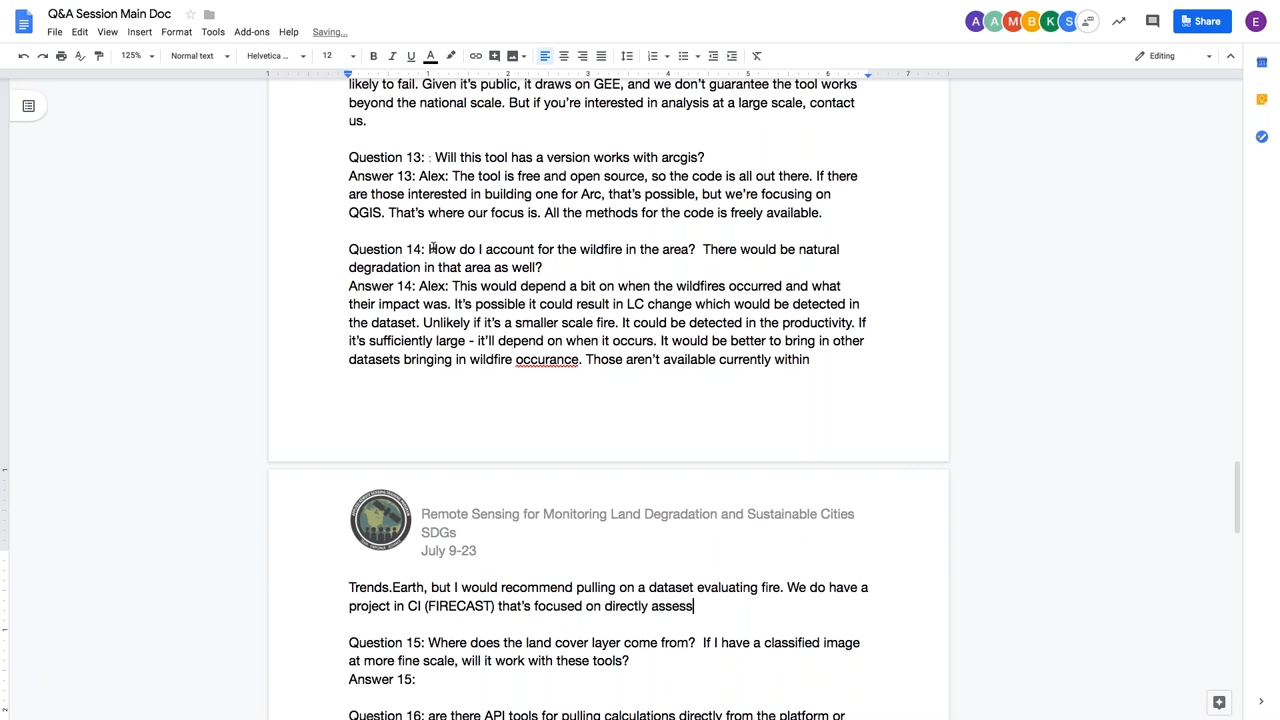 Q&A Session Main Doc
A A M B K S
Share
E
File Edit View Insert Format Tools Add-ons Help Saving...
125% Normal text Helvetica ... 12 B I U A Editing
1 1 2 3 4 5 6 7
likely to fail. Given it's public, it draws on GEE, and we don't guarantee the tool works
beyond the national scale. But if you're interested in analysis at a large scale, contact
us.
Question 13: : Will this tool has a version works with arcgis?
Answer 13: Alex: The tool is free and open source, so the code is all out there. If there
are those interested in building one for Arc, that's possible, but we're focusing on
QGIS. That's where our focus is. All the methods for the code is freely available.
Question 14: How do I account for the wildfire in the area? There would be natural
degradation in that area as well?
Answer 14: Alex: This would depend a bit on when the wildfires occurred and what
their impact was. It's possible it could result in LC change which would be detected in
the dataset. Unlikely if it's a smaller scale fire. It could be detected in the productivity. If
it's sufficiently large - it'll depend on when it occurs. It would be better to bring in other
datasets bringing in wildfire occurance. Those aren't available currently within
Remote Sensing for Monitoring Land Degradation and Sustainable Cities
SDGs
July 9-23
Trends.Earth, but I would recommend pulling on a dataset evaluating fire. We do have a
project in CI (FIRECAST) that's focused on directly assess
Question 15: Where does the land cover layer come from? If I have a classified image
at more fine scale, will it work with these tools?
Answer 15:
Question 16: are there API tools for pulling calculations directly from the platform or